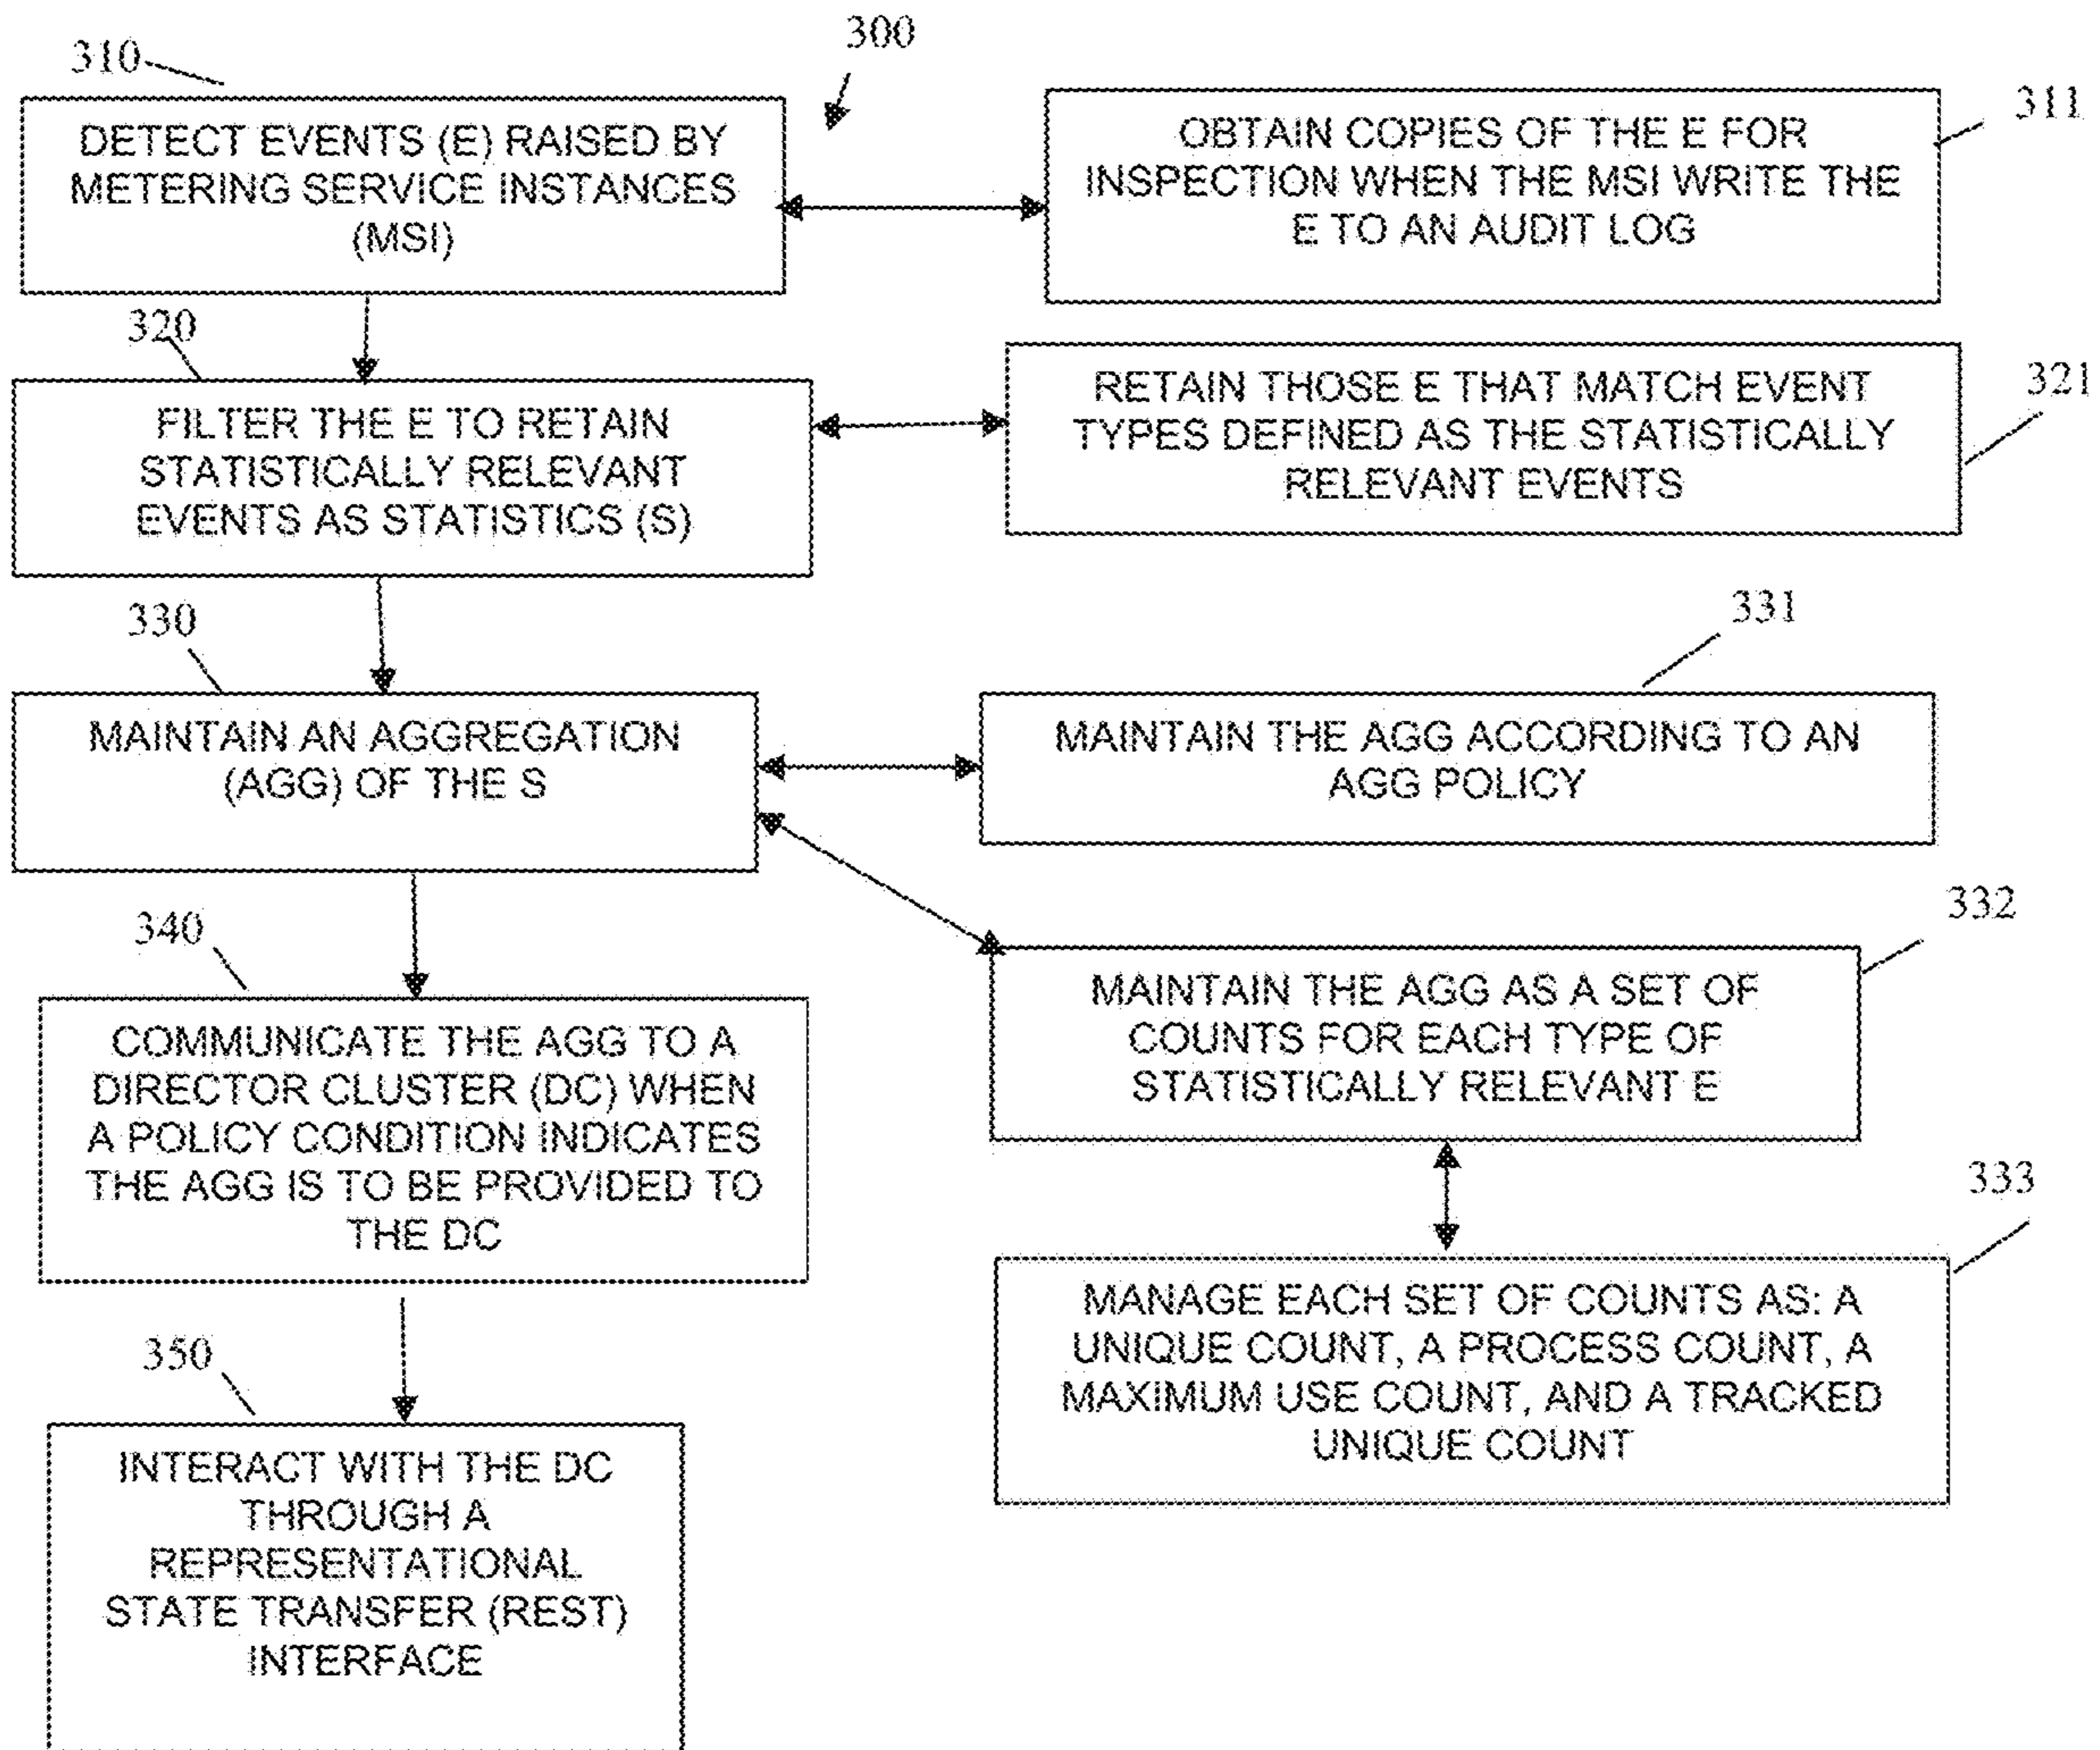 300
310
DETECT EVENTS (E) RAISED BY
METERING SERVICE INSTANCES
(MSI)
311
OBTAIN COPIES OF THE E FOR
INSPECTION WHEN THE MSI WRITE THE
E TO AN AUDIT LOG
320
FILTER THE E TO RETAIN
STATISTICALLY RELEVANT
EVENTS AS STATISTICS (S)
321
RETAIN THOSE E THAT MATCH EVENT
TYPES DEFINED AS THE STATISTICALLY
RELEVANT EVENTS
330
MAINTAIN AN AGGREGATION
(AGG) OF THE S
331
MAINTAIN THE AGG ACCORDING TO AN
AGG POLICY
332
MAINTAIN THE AGG AS A SET OF
COUNTS FOR EACH TYPE OF
STATISTICALLY RELEVANT E
333
MANAGE EACH SET OF COUNTS AS: A
UNIQUE COUNT, A PROCESS COUNT, A
MAXIMUM USE COUNT, AND A TRACKED
UNIQUE COUNT
340
COMMUNICATE THE AGG TO A
DIRECTOR CLUSTER (DC) WHEN
A POLICY CONDITION INDICATES
THE AGG IS TO BE PROVIDED TO
THE DC
350
INTERACT WITH THE DC
THROUGH A
REPRESENTATIONAL
STATE TRANSFER (REST)
INTERFACE